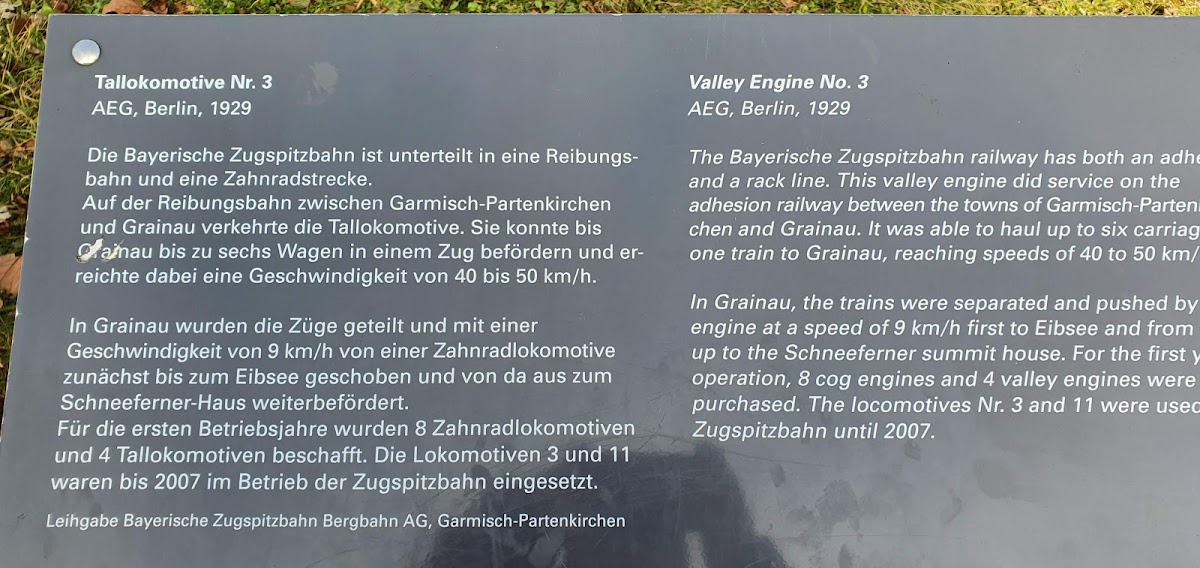 Tallokomotive Nr. 3
AEG, Berlin, 1929
Die Bayerische Zugspitzbahn ist unterteilt in eine Reibungs-
bahn und eine Zahnradstrecke.
Auf der Reibungsbahn zwischen Garmisch-Partenkirchen
und Grainau verkehrte die Tallokomotive. Sie konnte bis
Grainau bis zu sechs Wagen in einem Zug befördern und er-
reichte dabei eine Geschwindigkeit von 40 bis 50 km/h.
In Grainau wurden die Züge geteilt und mit einer
Geschwindigkeit von 9 km/h von einer Zahnradlokomotive
zunächst bis zum Eibsee geschoben und von da aus zum
Schneeferner-Haus weiterbefördert.
Für die ersten Betriebsjahre wurden 8 Zahnradlokomotiven
und 4 Tallokomotiven beschafft. Die Lokomotiven 3 und 11
waren bis 2007 im Betrieb der Zugspitzbahn eingesetzt.
Leihgabe Bayerische Zugspitzbahn Bergbahn AG, Garmisch-Partenkirchen
Valley Engine No. 3
AEG, Berlin, 1929
The Bayerische Zugspitzbahn railway has both an
and a rack line. This valley engine did service on the
adhesion railway between the towns of
chen and Grainau. It was able to haul up to six
one train to Grainau, reaching speeds of 40 to 50
In Grainau, the trains were separated and pushed by
engine at a speed of 9 km/h first to Eibsee and from
up to the Schneeferner summit house. For the first
operation, 8 cog engines and 4 valley engines were
purchased. The locomotives Nr. 3 and 11 were used
Zugspitzbahn until 2007.